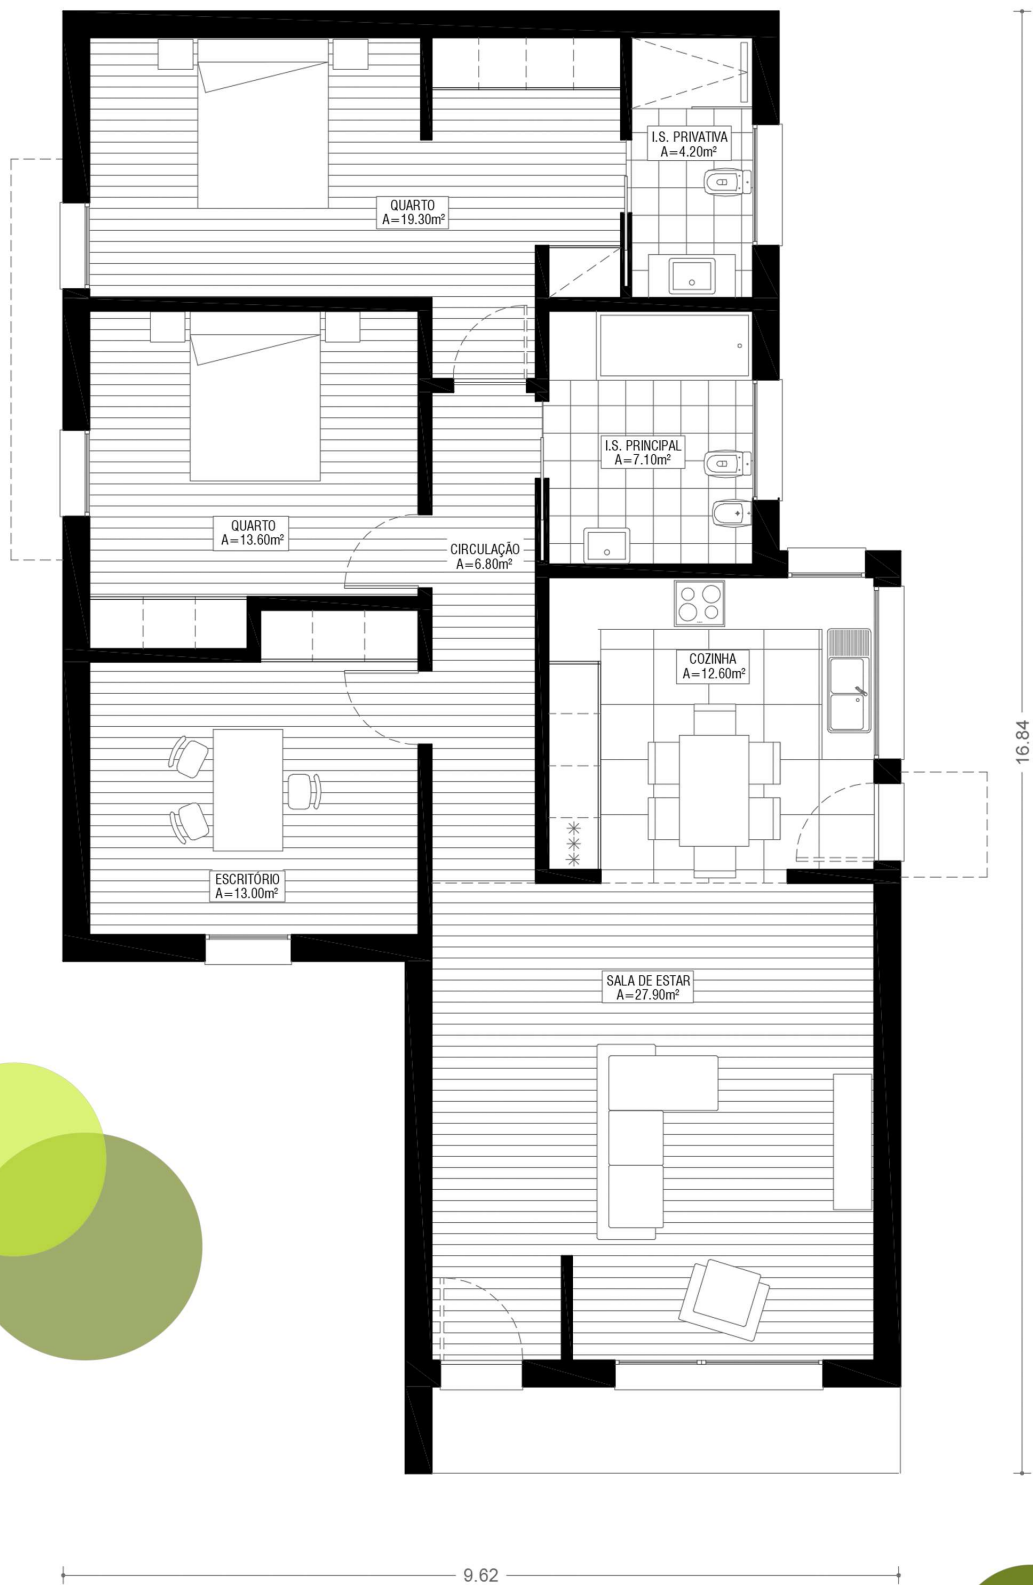 I.S. PRIVATIVA
A=4.20m²
QUARTO
A=19.30m²
I.S. PRINCIPAL
A=7.10m²
QUARTO
A=13.60m²
CIRCULAÇÃO
A=6.80m²
COZINHA
A=12.60m²
16.84
ESCRITÓRIO
A=13.00m²
SALA DE ESTAR
A=27.90m²
9.62